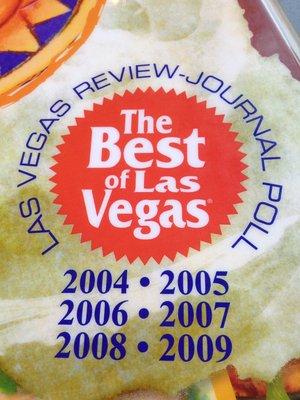 LAS VEGAS REVIEW-JOURNAL POLL
The
Best
of Las
Vegas®
2004 • 2005
2006 • 2007
2008 • 2009